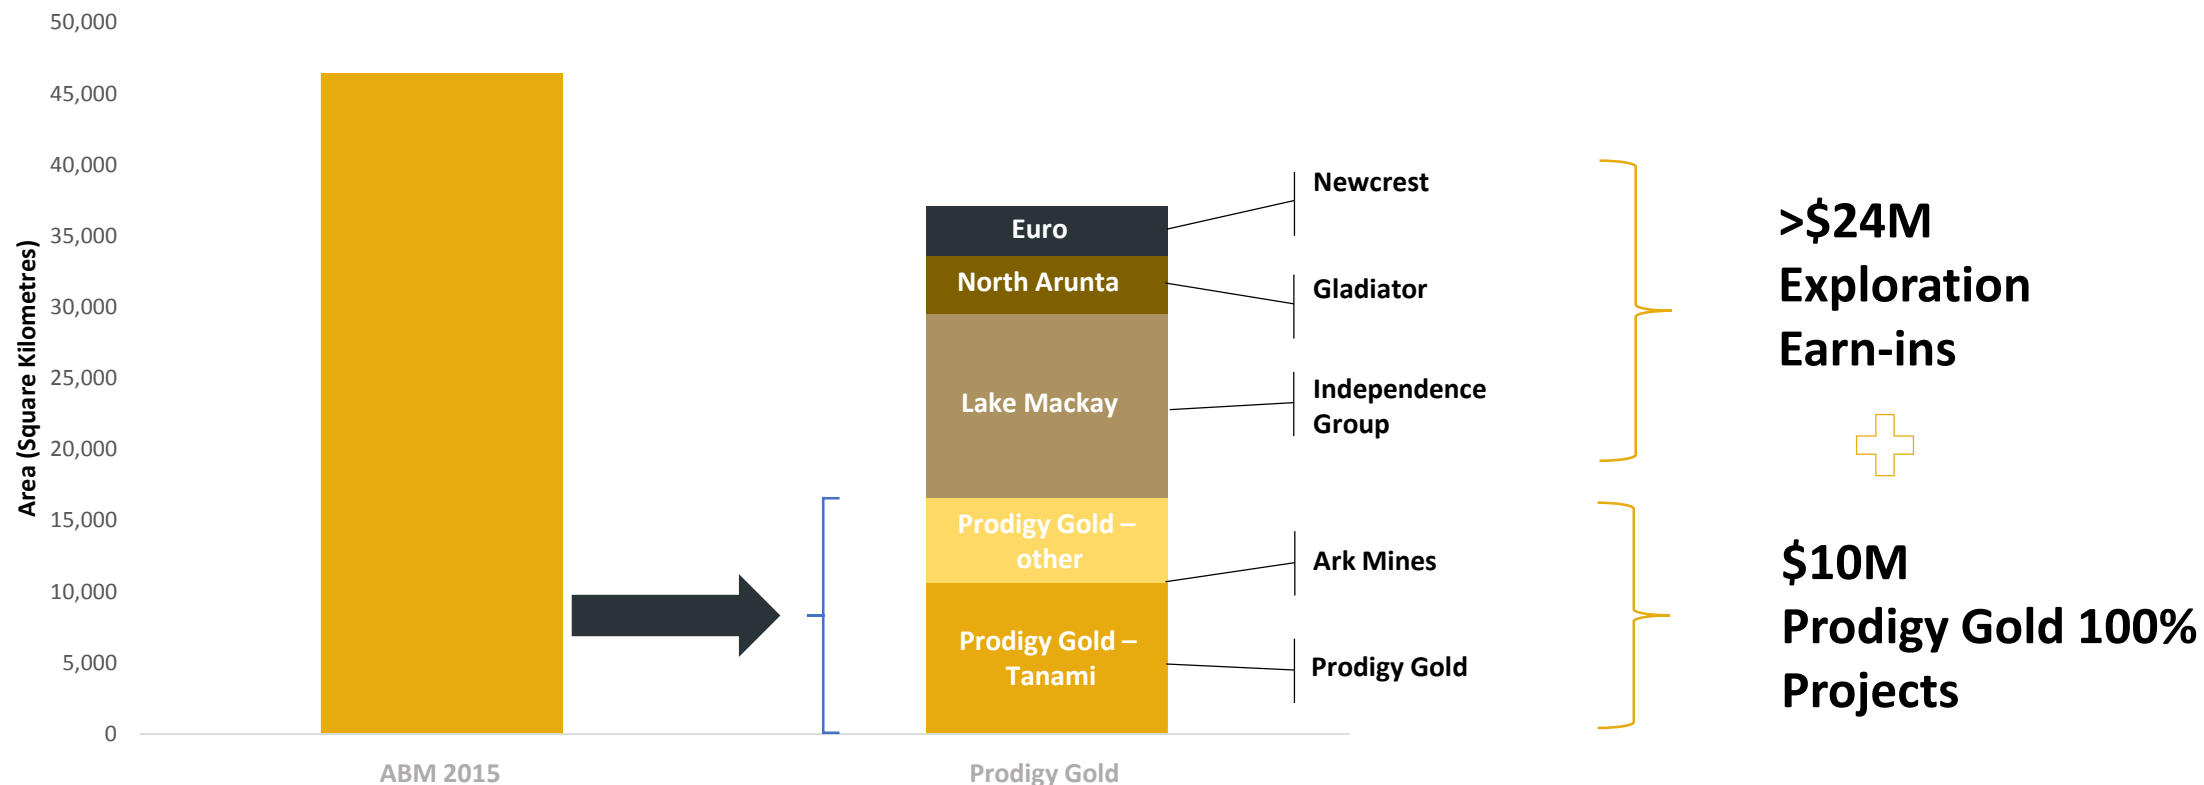 50,000
45,000
40,000
35,000
30,000
25,000
20,000
15,000
10,000
5,000
0
Area (Square Kilometres)
ABM 2015
Prodigy Gold
Euro
North Arunta
Lake Mackay
Prodigy Gold –
other
Prodigy Gold –
Tanami
Newcrest
Gladiator
Independence
Group
Ark Mines
Prodigy Gold
>$24M
Exploration
Earn-ins
$10M
Prodigy Gold 100%
Projects